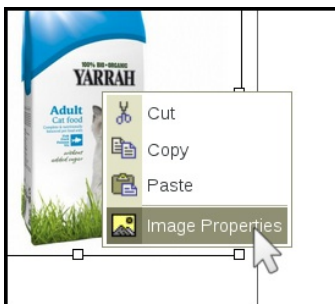 100% BIO-ORGANIC
YARRAH
Adult
Cat food
without
added sugar
Cut
Copy
Paste
Image Properties